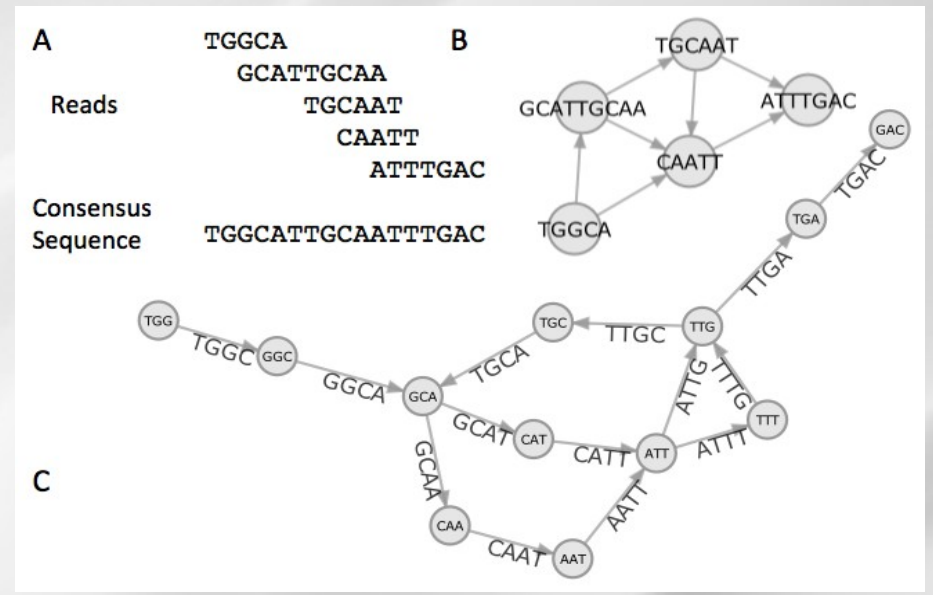 A
TGGCA
GCATTGCAA
Reads
TGCAAT
CAATT
ATTTGAC
Consensus
Sequence
TGGCATTGCAATTTGAC
B
TGCAAT
GCATTGCAA
ATTTGAC
CAATT
TGGCA
C
GAC
TGAC
TGA
TTGA
TGG
TGGC
GGC
GGCA
GCA
TGCA
TGC
TTGC
TTG
GCAT
CAT
CATT
ATT
ATTG
TTTG
ATTT
TTT
GCAA
CAA
CAAT
AAT
AATT